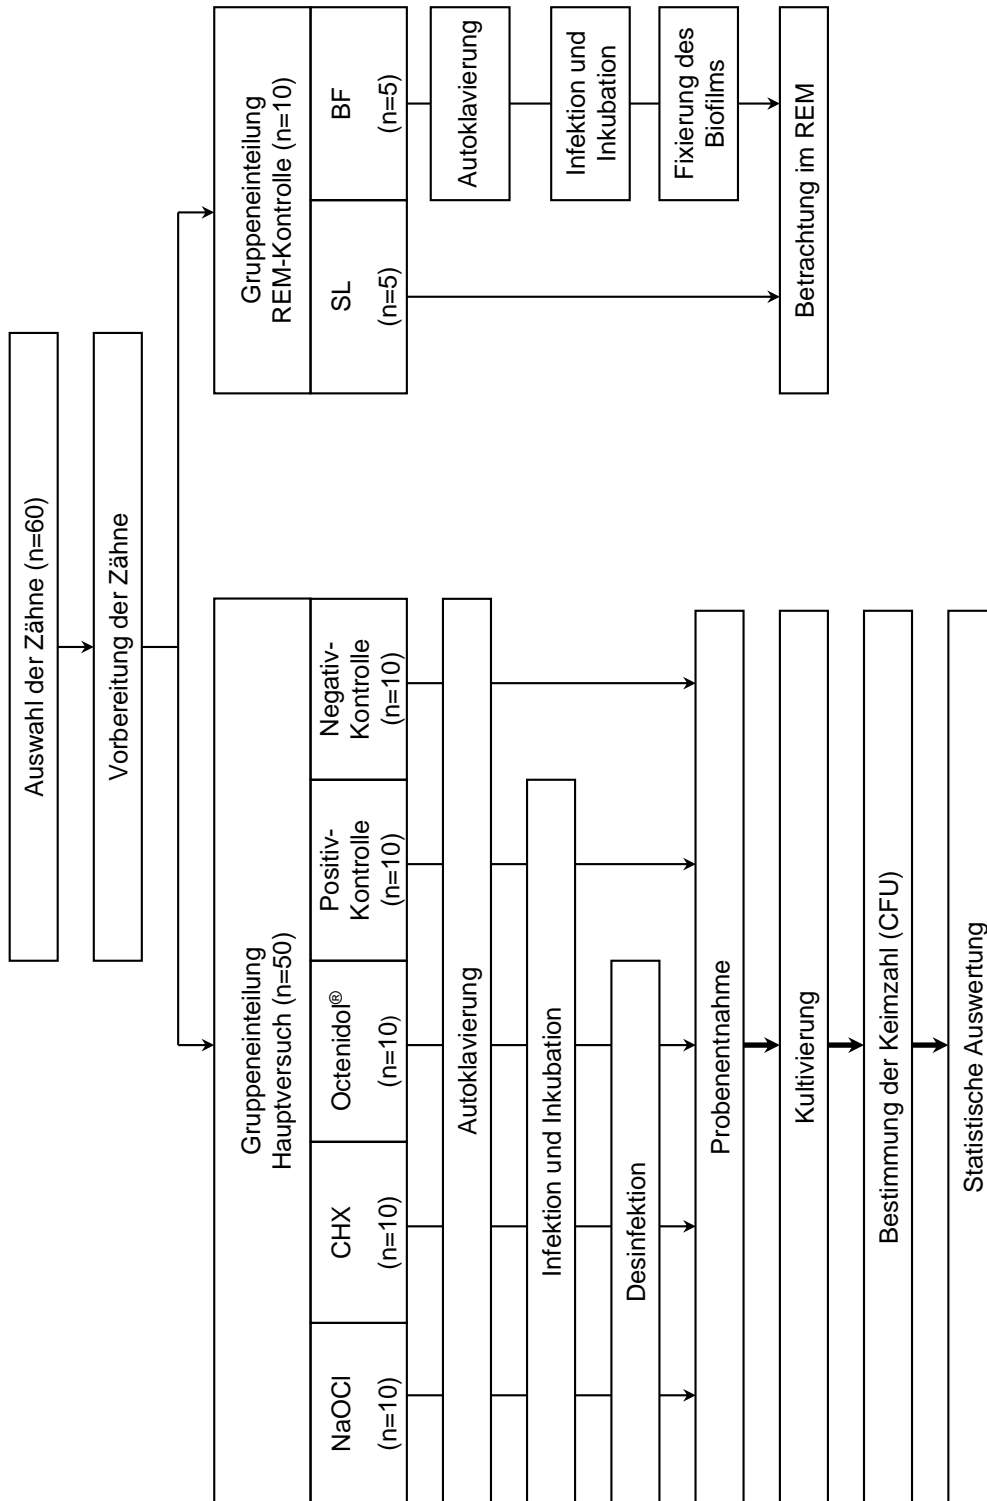 Auswahl der Zähne (n=60)
Vorbereitung der Zähne
Gruppeneinteilung
Hauptversuch (n=50)
NaOCl
(n=10)
CHX
(n=10)
Octenidol®
(n=10)
Positiv-
Kontrolle
(n=10)
Negativ-
Kontrolle
(n=10)
Autoklavierung
Infektion und Inkubation
Desinfektion
Probenentnahme
Kultivierung
Bestimmung der Keimzahl (CFU)
Statistische Auswertung
Gruppeneinteilung
REM-Kontrolle (n=10)
SL
(n=5)
BF
(n=5)
Autoklavierung
Infektion und
Inkubation
Fixierung des
Biofilms
Betrachtung im REM